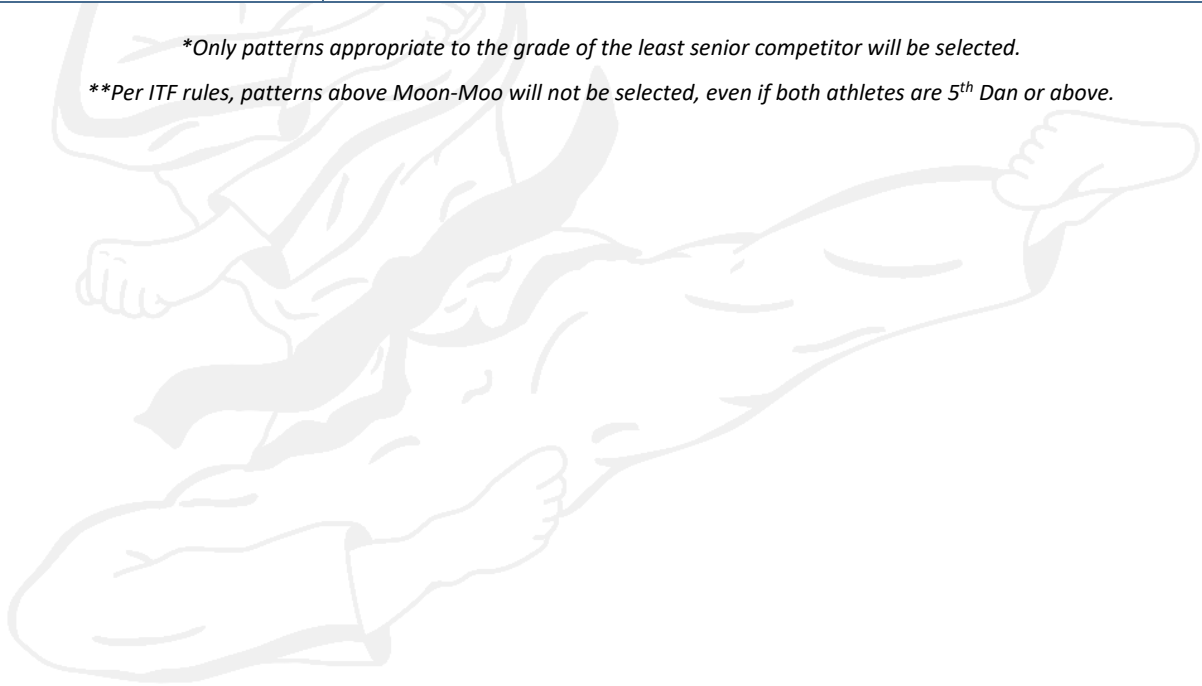 *Only patterns appropriate to the grade of the least senior competitor will be selected.
**Per ITF rules, patterns above Moon-Moo will not be selected, even if both athletes are 5th Dan or above.